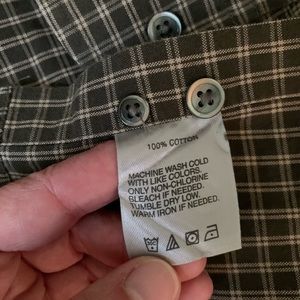 100% COTTON
MACHINE WASH COLD
WITH LIKE COLORS.
ONLY NON-CHLORINE
BLEACH IF NEEDED.
TUMBLE DRY LOW.
WARM IRON IF NEEDED.